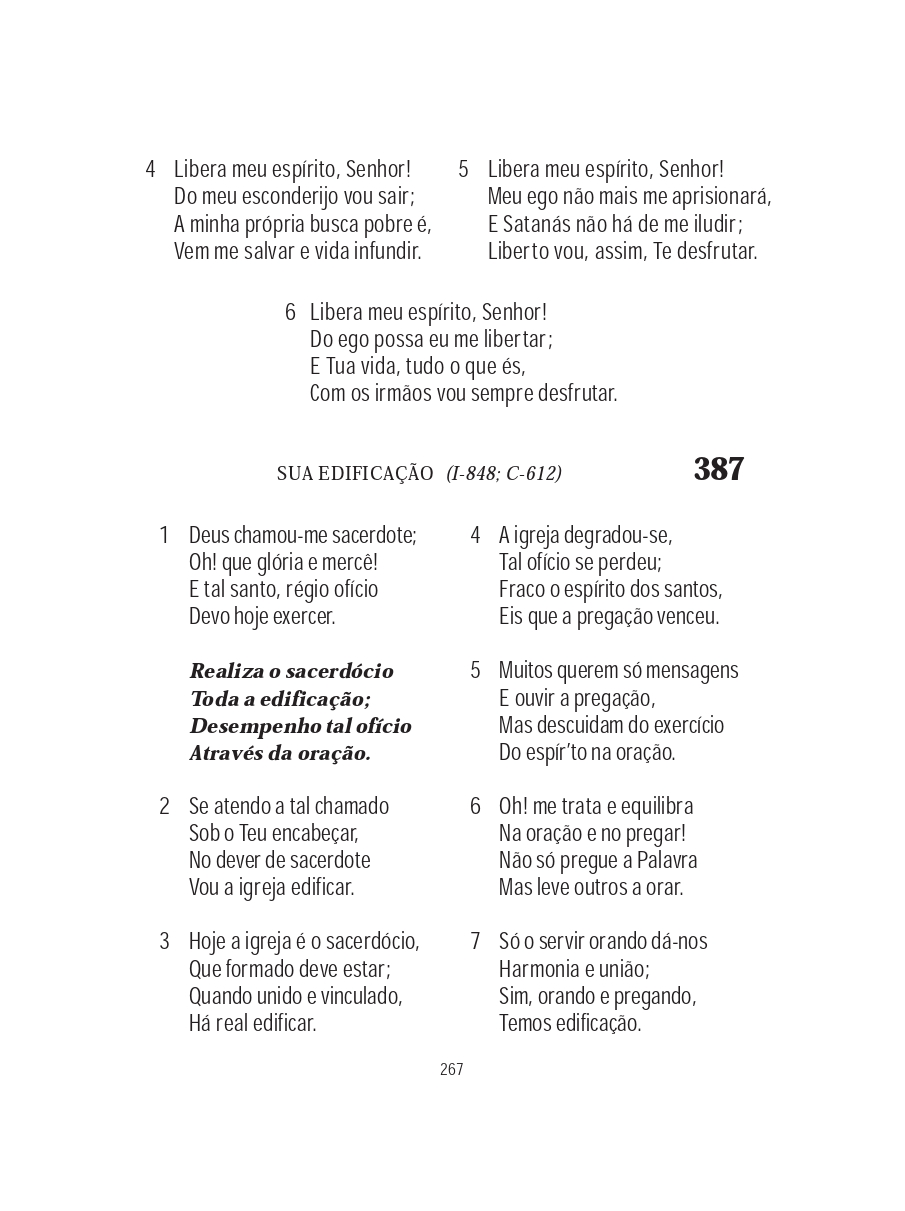 4 Libera meu espírito, Senhor!
Do meu esconderijo vou sair;
A minha própria busca pobre é,
Vem me salvar e vida infundir.
5 Libera meu espírito, Senhor!
Meu ego não mais me aprisionará,
E Satanás não há de me iludir;
Liberto vou, assim, Te desfrutar.
6 Libera meu espírito, Senhor!
Do ego possa eu me libertar;
E Tua vida, tudo o que és,
Com os irmãos vou sempre desfrutar.
SUA EDIFICAÇÃO (I-848; C-612) 387
1 Deus chamou-me sacerdote;
Oh! que glória e mercê!
E tal santo, régio ofício
Devo hoje exercer.
Realiza o sacerdócio
Toda a edificação;
Desempenho tal ofício
Através da oração.
2 Se atendo a tal chamado
Sob o Teu encabeçar,
No dever de sacerdote
Vou a igreja edificar.
3 Hoje a igreja é o sacerdócio,
Que formado deve estar;
Quando unido e vinculado,
Há real edificar.
4 A igreja degradou-se,
Tal ofício se perdeu;
Fraco o espírito dos santos,
Eis que a pregação venceu.
5 Muitos querem só mensagens
E ouvir a pregação,
Mas descuidam do exercício
Do espír’to na oração.
6 Oh! me trata e equilibra
Na oração e no pregar!
Não só pregue a Palavra
Mas leve outros a orar.
7 Só o servir orando dá-nos
Harmonia e união;
Sim, orando e pregando,
Temos edificação.
267